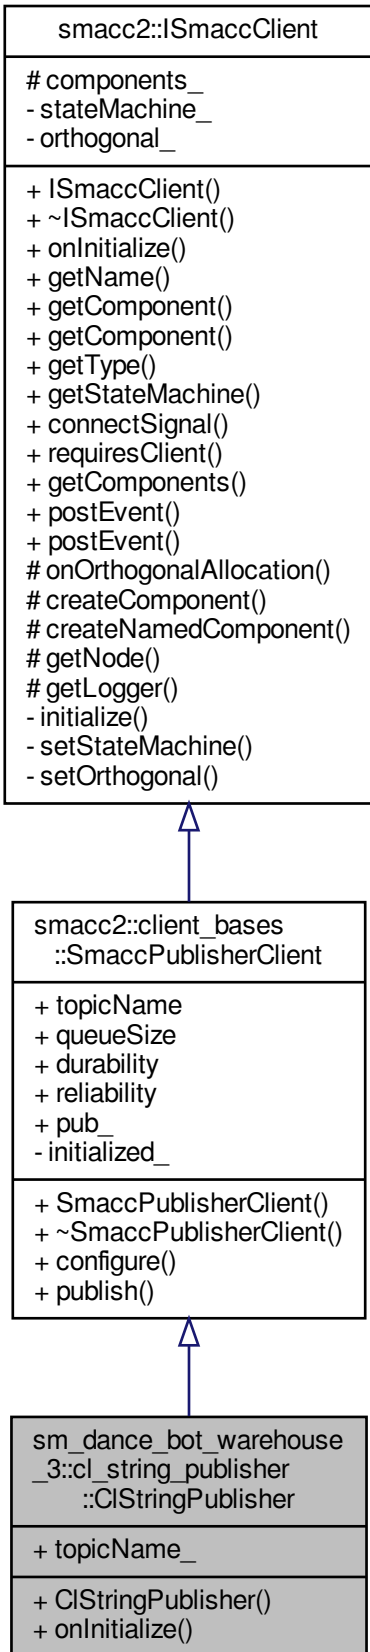 smacc2::ISmaccClient
# components_
- stateMachine_
- orthogonal_
+ ISmaccClient()
+ ~ISmaccClient()
+ onInitialize()
+ getName()
+ getComponent()
+ getComponent()
+ getType()
+ getStateMachine()
+ connectSignal()
+ requiresClient()
+ getComponents()
+ postEvent()
+ postEvent()
# onOrthogonalAllocation()
# createComponent()
# createNamedComponent()
# getNode()
# getLogger()
- initialize()
- setStateMachine()
- setOrthogonal()
smacc2::client_bases
::SmaccPublisherClient
+ topicName
+ queueSize
+ durability
+ reliability
+ pub_
- initialized_
+ SmaccPublisherClient()
+ ~SmaccPublisherClient()
+ configure()
+ publish()
sm_dance_bot_warehouse
_3::cl_string_publisher
::ClStringPublisher
+ topicName_
+ ClStringPublisher()
+ onInitialize()